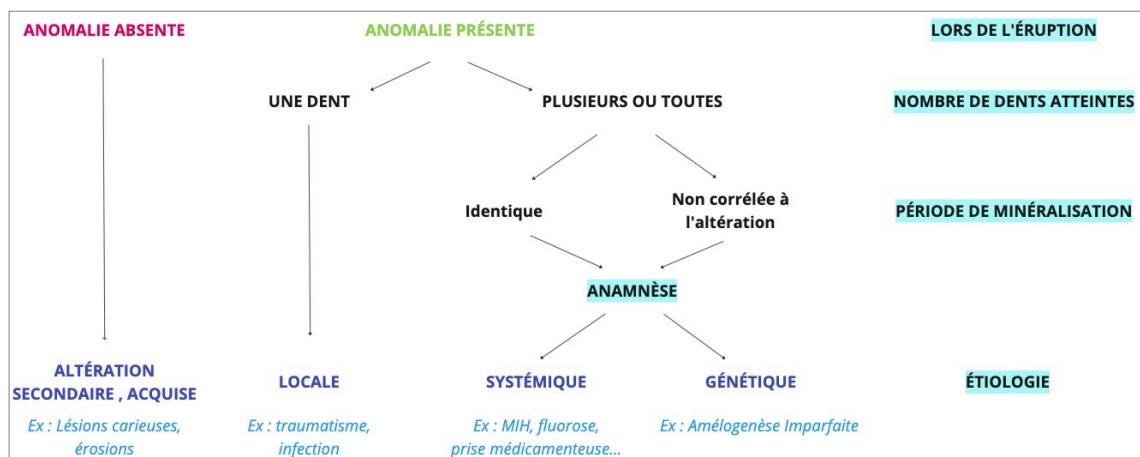 ANOMALIE ABSENTE
ANOMALIE PRÉSENTE
LORS DE L'ÉRUPTION
UNE DENT
PLUSIEURS OU TOUTES
NOMBRE DE DENTS ATTEINTES
Identique
Non corrélée à
l'altération
PÉRIODE DE MINÉRALISATION
ANAMNÈSE
ALTÉRATION
SECONDAIRE , ACQUISE
LOCALE
SYSTÉMIQUE
GÉNÉTIQUE
ÉTIOLOGIE
Ex : Lésions carieuses,
érosions
Ex : traumatisme,
infection
Ex : MIH, fluorose,
prise médicamenteuse...
Ex : Amélogenèse Imparfaite